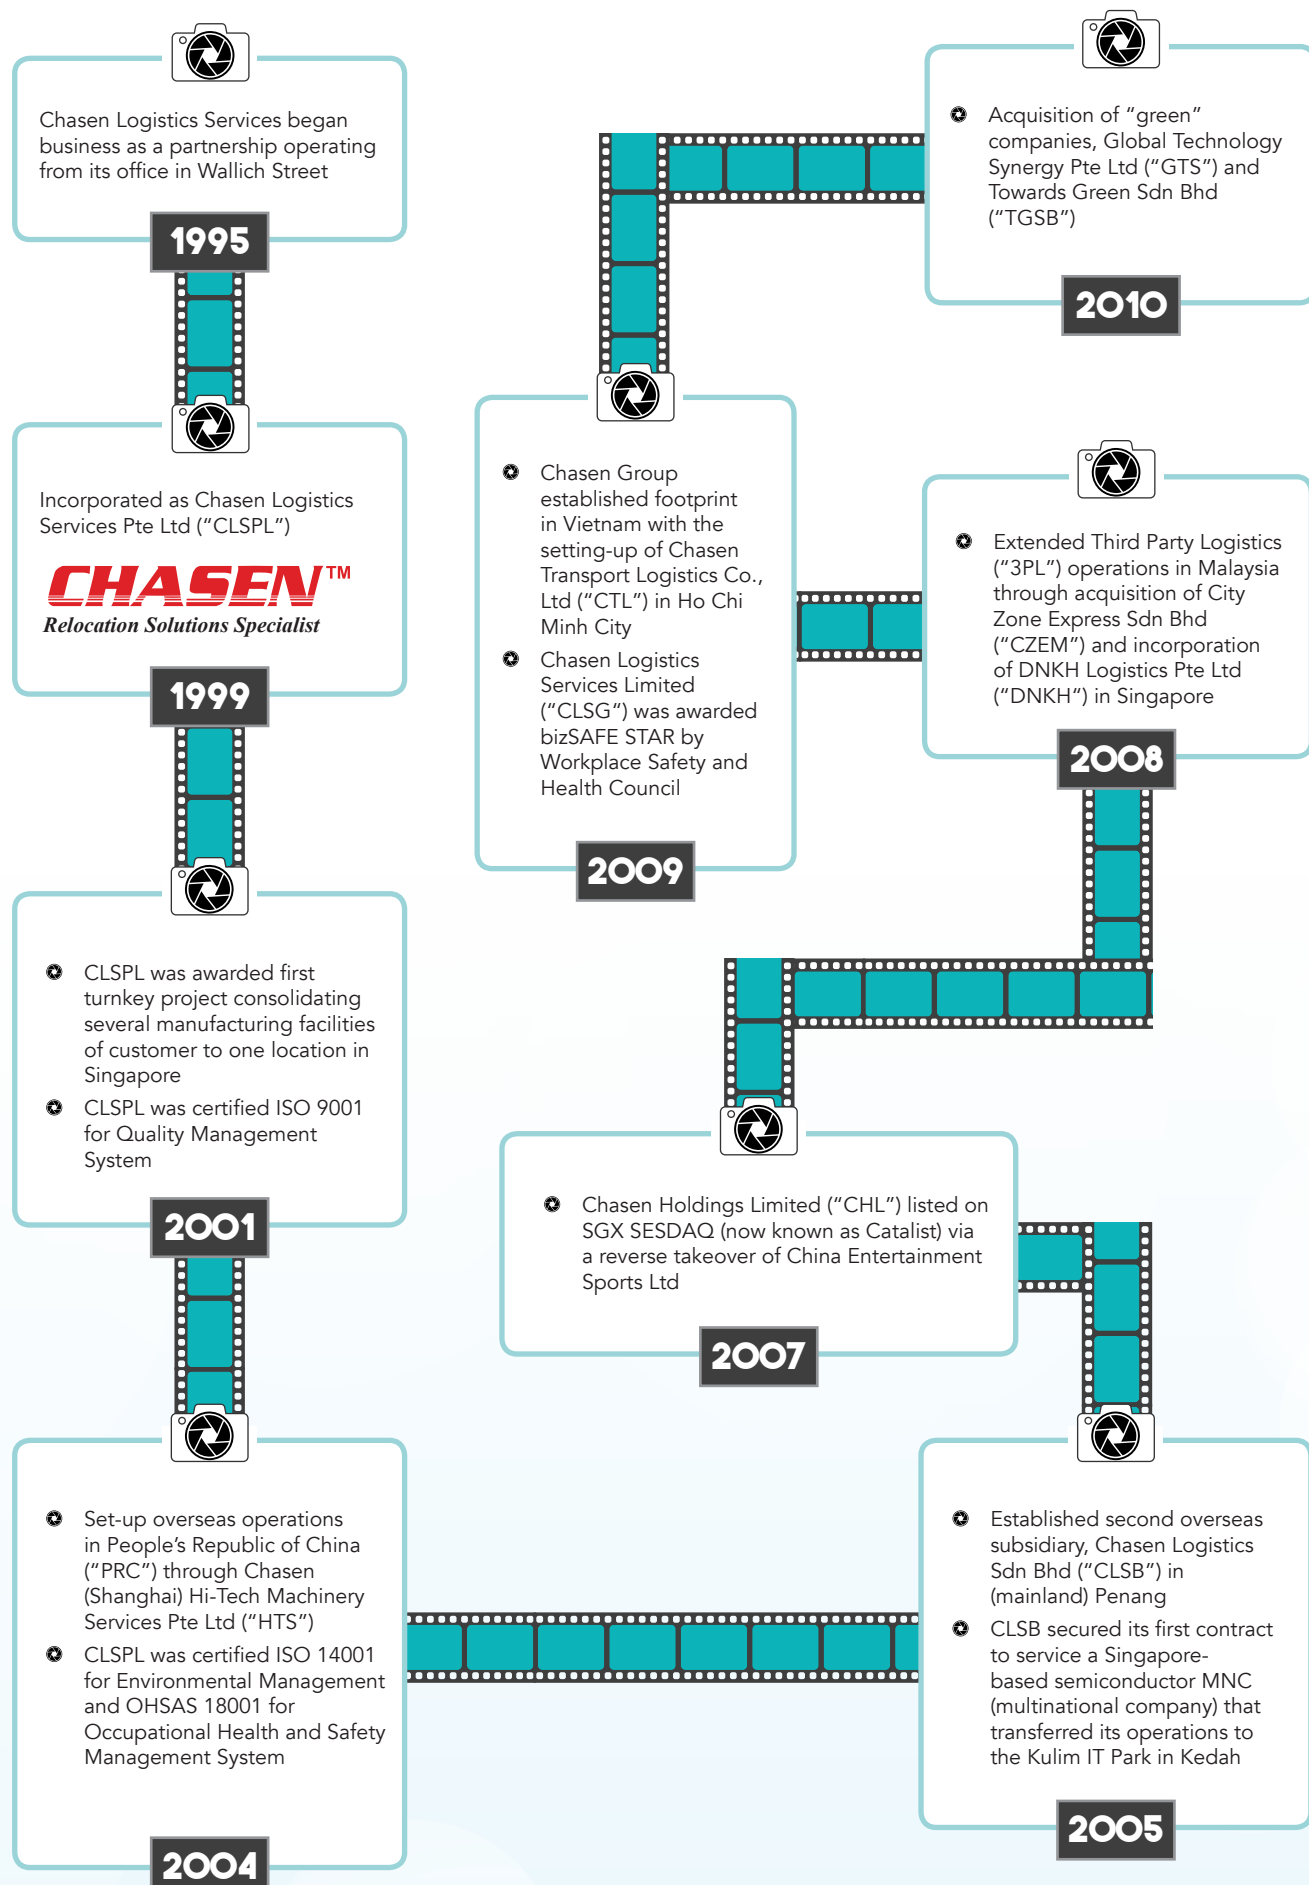 Chasen Logistics Services began
business as a partnership operating
from its office in Wallich Street
1995
Incorporated as Chasen Logistics
Services Pte Ltd (“CLSPL”)
CHASEN™
Relocation Solutions Specialist
1999
CLSPL was awarded first
turnkey project consolidating
several manufacturing facilities
of customer to one location in
Singapore
CLSPL was certified ISO 9001
for Quality Management
System
2001
Set-up overseas operations
in People’s Republic of China
(“PRC”) through Chasen
(Shanghai) Hi-Tech Machinery
Services Pte Ltd (“HTS”)
CLSPL was certified ISO 14001
for Environmental Management
and OHSAS 18001 for
Occupational Health and Safety
Management System
2004
Established second overseas
subsidiary, Chasen Logistics
Sdn Bhd (“CLSB”) in
(mainland) Penang
CLSB secured its first contract
to service a Singapore-
based semiconductor MNC
(multinational company) that
transferred its operations to
the Kulim IT Park in Kedah
2005
Chasen Holdings Limited (“CHL”) listed on
SGX SESDAQ (now known as Catalist) via
a reverse takeover of China Entertainment
Sports Ltd
2007
Extended Third Party Logistics
(“3PL”) operations in Malaysia
through acquisition of City
Zone Express Sdn Bhd
(“CZEM”) and incorporation
of DNKH Logistics Pte Ltd
(“DNKH”) in Singapore
2008
Chasen Group
established footprint
in Vietnam with the
setting-up of Chasen
Transport Logistics Co.,
Ltd (“CTL”) in Ho Chi
Minh City
Chasen Logistics
Services Limited
(“CLSG”) was awarded
bizSAFE STAR by
Workplace Safety and
Health Council
2009
Acquisition of “green”
companies, Global Technology
Synergy Pte Ltd (“GTS”) and
Towards Green Sdn Bhd
(“TGSB”)
2010